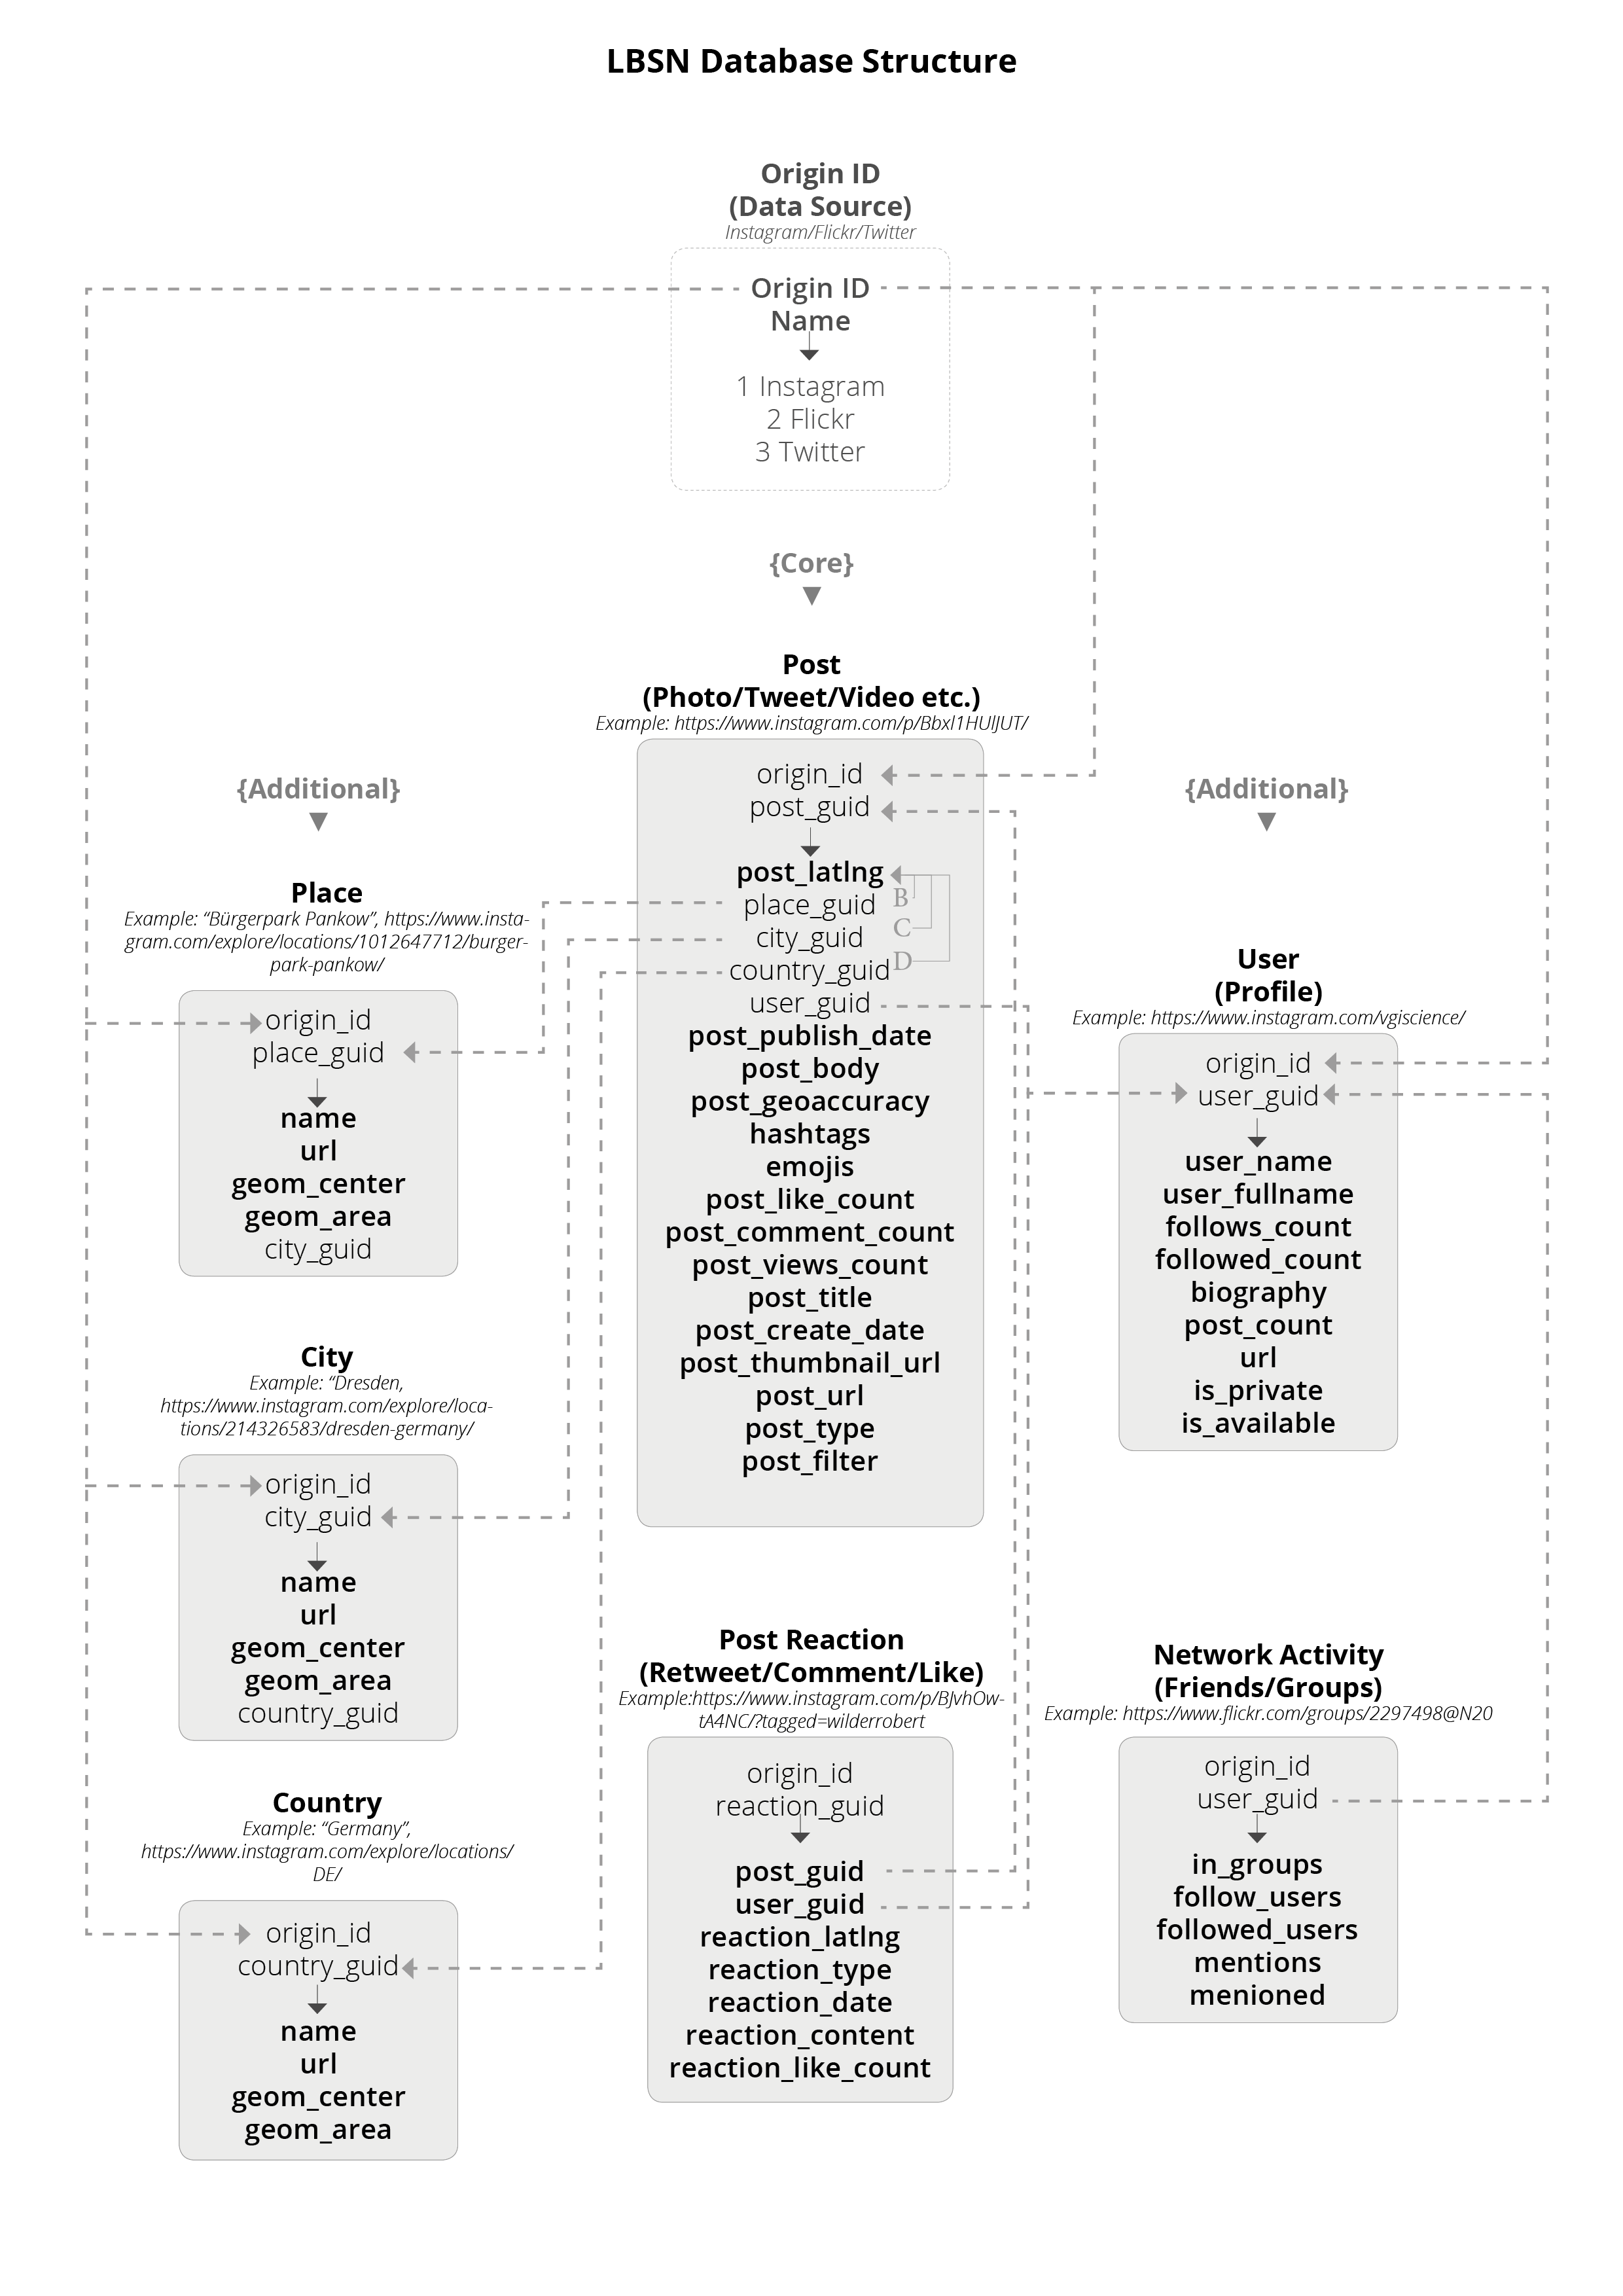 LBSN Database Structure
Origin ID
(Data Source)
Instagram/Flickr/Twitter
Origin ID
Name
1 Instagram
2 Flickr
3 Twitter
{Core}
Post
(Photo/Tweet/Video etc.)
Example: https://www.instagram.com/p/Bbxl1HUlJUT/
origin_id
post_guid
post_latlng
place_guid
B
city_guid
C
country_guid
D
user_guid
post_publish_date
post_body
post_geoaccuracy
hashtags
emojis
post_like_count
post_comment_count
post_views_count
post_title
post_create_date
post_thumbnail_url
post_url
post_type
post_filter
{Additional}
Place
Example: “Bürgerpark Pankow”, https://www.insta-
gram.com/explore/locations/1012647712/burger-
park-pankow/
origin_id
place_guid
name
url
geom_center
geom_area
city_guid
City
Example: “Dresden,
https://www.instagram.com/explore/loca-
tions/214326583/dresden-germany/
origin_id
city_guid
name
url
geom_center
geom_area
country_guid
Country
Example: “Germany”,
https://www.instagram.com/explore/locations/
DE/
origin_id
country_guid
name
url
geom_center
geom_area
Post Reaction
(Retweet/Comment/Like)
Example:https://www.instagram.com/p/BJvhOw-
tA4NC/?tagged=wilderrobert
origin_id
reaction_guid
post_guid
user_guid
reaction_latlng
reaction_type
reaction_date
reaction_content
reaction_like_count
{Additional}
User
(Profile)
Example: https://www.instagram.com/vgiscience/
origin_id
user_guid
user_name
user_fullname
follows_count
followed_count
biography
post_count
url
is_private
is_available
Network Activity
(Friends/Groups)
Example: https://www.flickr.com/groups/2297498@N20
origin_id
user_guid
in_groups
follow_users
followed_users
mentions
menioned